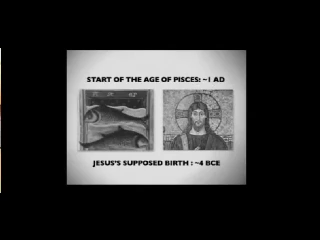 START OF THE AGE OF PISCES: ~1 AD
JESUS'S SUPPOSED BIRTH : ~4 BCE